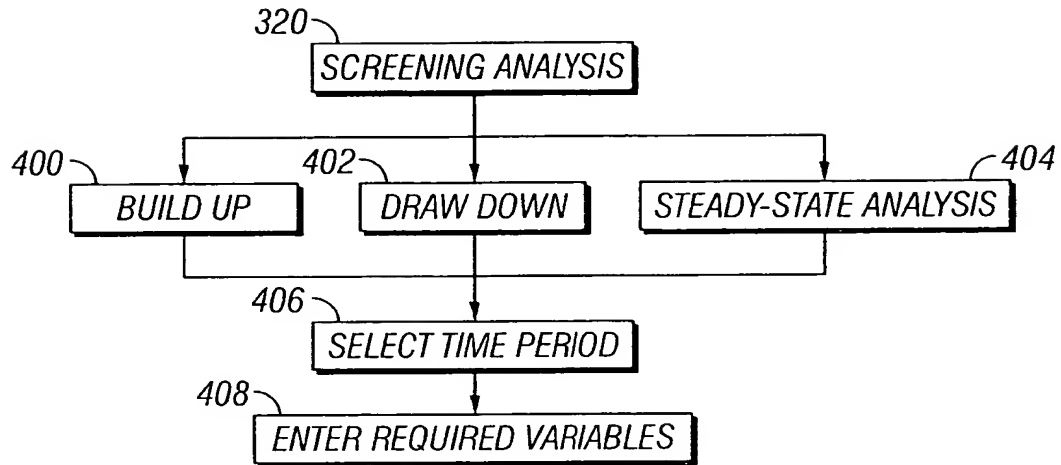 320
SCREENING ANALYSIS
400
BUILD UP
402
DRAW DOWN
404
STEADY-STATE ANALYSIS
406
SELECT TIME PERIOD
408
ENTER REQUIRED VARIABLES